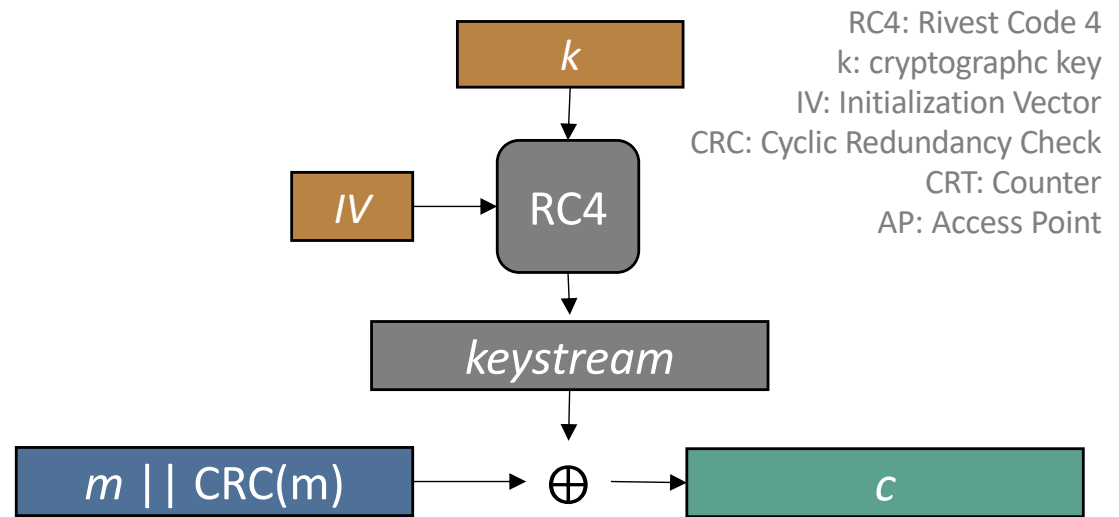 RC4: Rivest Code 4
k: cryptographc key
IV: Initialization Vector
CRC: Cyclic Redundancy Check
CRT: Counter
AP: Access Point
k
IV
RC4
keystream
m || CRC(m)
⊕
c